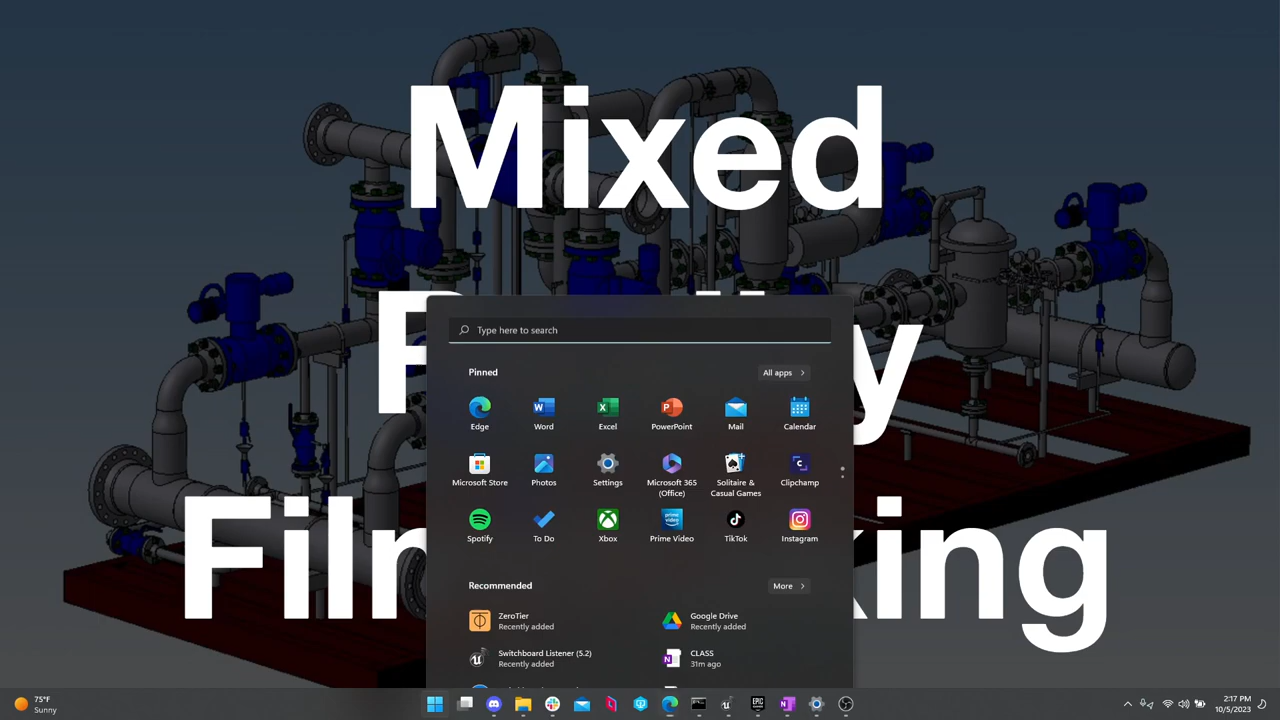 Mixed
Type here to search
Pinned
All apps
Edge
Word
Excel
PowerPoint
Mail
Calendar
Microsoft Store
Photos
Settings
Microsoft 365
(Office)
Solitaire &
Casual Games
Clipchamp
Spotify
To Do
Xbox
Prime Video
TikTok
Instagram
Recommended
More
ZeroTier
Recently added
Google Drive
Recently added
Switchboard Listener (5.2)
Recently added
CLASS
31m ago
75°F
Sunny
2:17 PM
10/5/2023